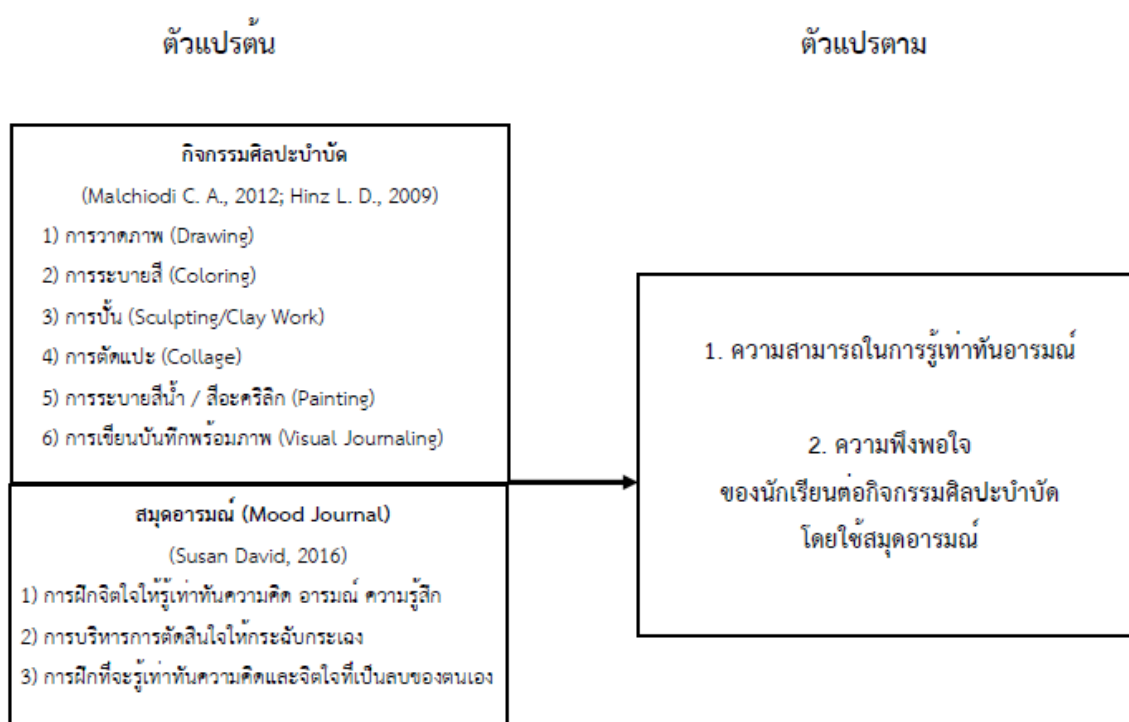 ตัวแปรต้น
ตัวแปรตาม
กิจกรรมศิลปะบำบัด
(Malchiodi C. A., 2012; Hinz L. D., 2009)
1) การวาดภาพ (Drawing)
2) การระบายสี (Coloring)
3) การปั้น (Sculpting/Clay Work)
4) การตัดแปะ (Collage)
5) การระบายสีน้ำ / สีอะคริลิก (Painting)
6) การเขียนบันทึกพร้อมภาพ (Visual Journaling)
สมุดอารมณ์ (Mood Journal)
(Susan David, 2016)
1) การฝึกจิตใจให้รู้เท่าทันความคิด อารมณ์ ความรู้สึก
2) การบริหารการตัดสินใจให้กระฉับกระเฉง
3) การฝึกที่จะรู้เท่าทันความคิดและจิตใจที่เป็นลบของตนเอง
1. ความสามารถในการรู้เท่าทันอารมณ์
2. ความพึงพอใจ
ของนักเรียนต่อกิจกรรมศิลปะบำบัด
โดยใช้สมุดอารมณ์